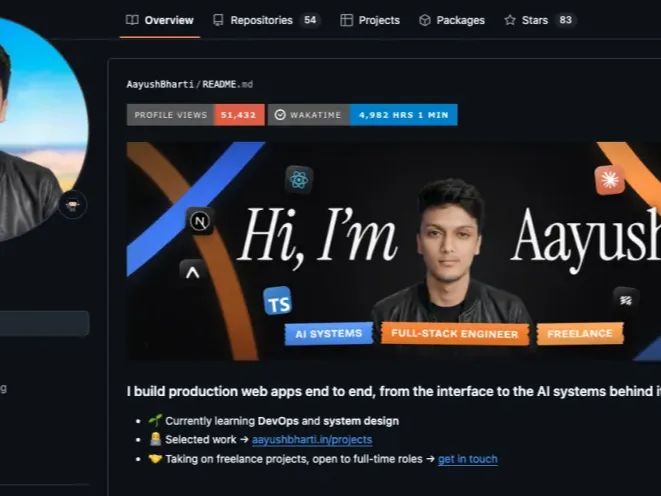 Overview Repositories 54 Projects Packages Stars 83
AayushBharti/README.md
PROFILE VIEWS 51,432 WAKATIME 4,982 HRS 1 MIN
Hi, I'm Aayush
N
TS
AI SYSTEMS FULL-STACK ENGINEER FREELANCE
I build production web apps end to end, from the interface to the AI systems behind
• 🌱 Currently learning DevOps and system design
• 👨‍💻 Selected work → aayushbharti.in/projects
• 🤝 Taking on freelance projects, open to full-time roles → get in touch
g